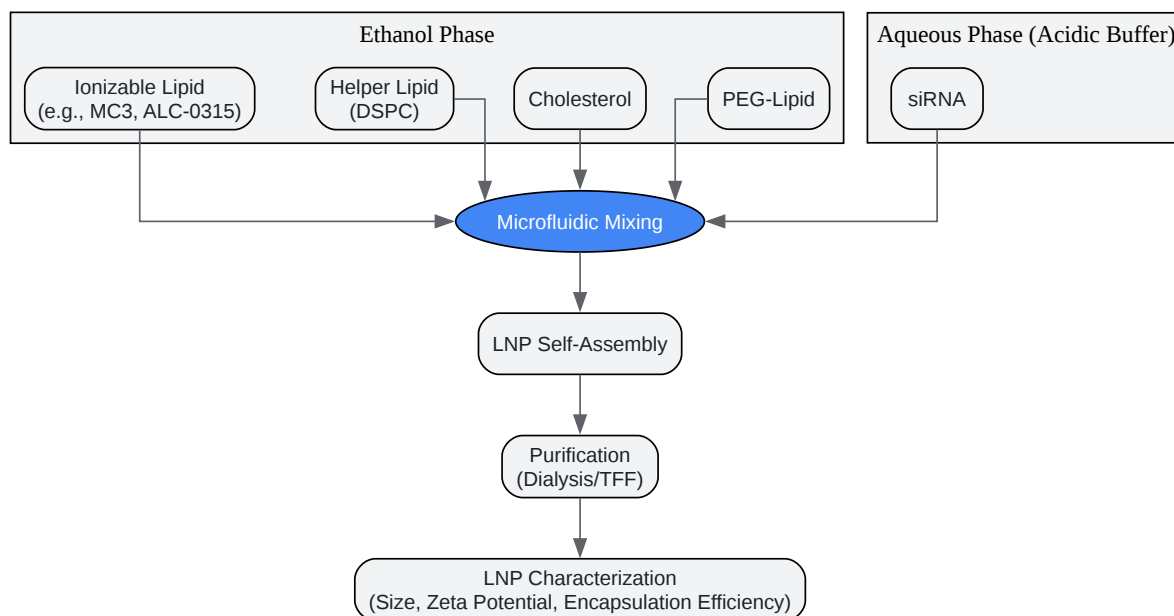 Ethanol Phase
Aqueous Phase (Acidic Buffer)
Ionizable Lipid
(e.g., MC3, ALC-0315)
Helper Lipid
(DSPC)
Cholesterol
PEG-Lipid
siRNA
Microfluidic Mixing
LNP Self-Assembly
Purification
(Dialysis/TFF)
LNP Characterization
(Size, Zeta Potential, Encapsulation Efficiency)